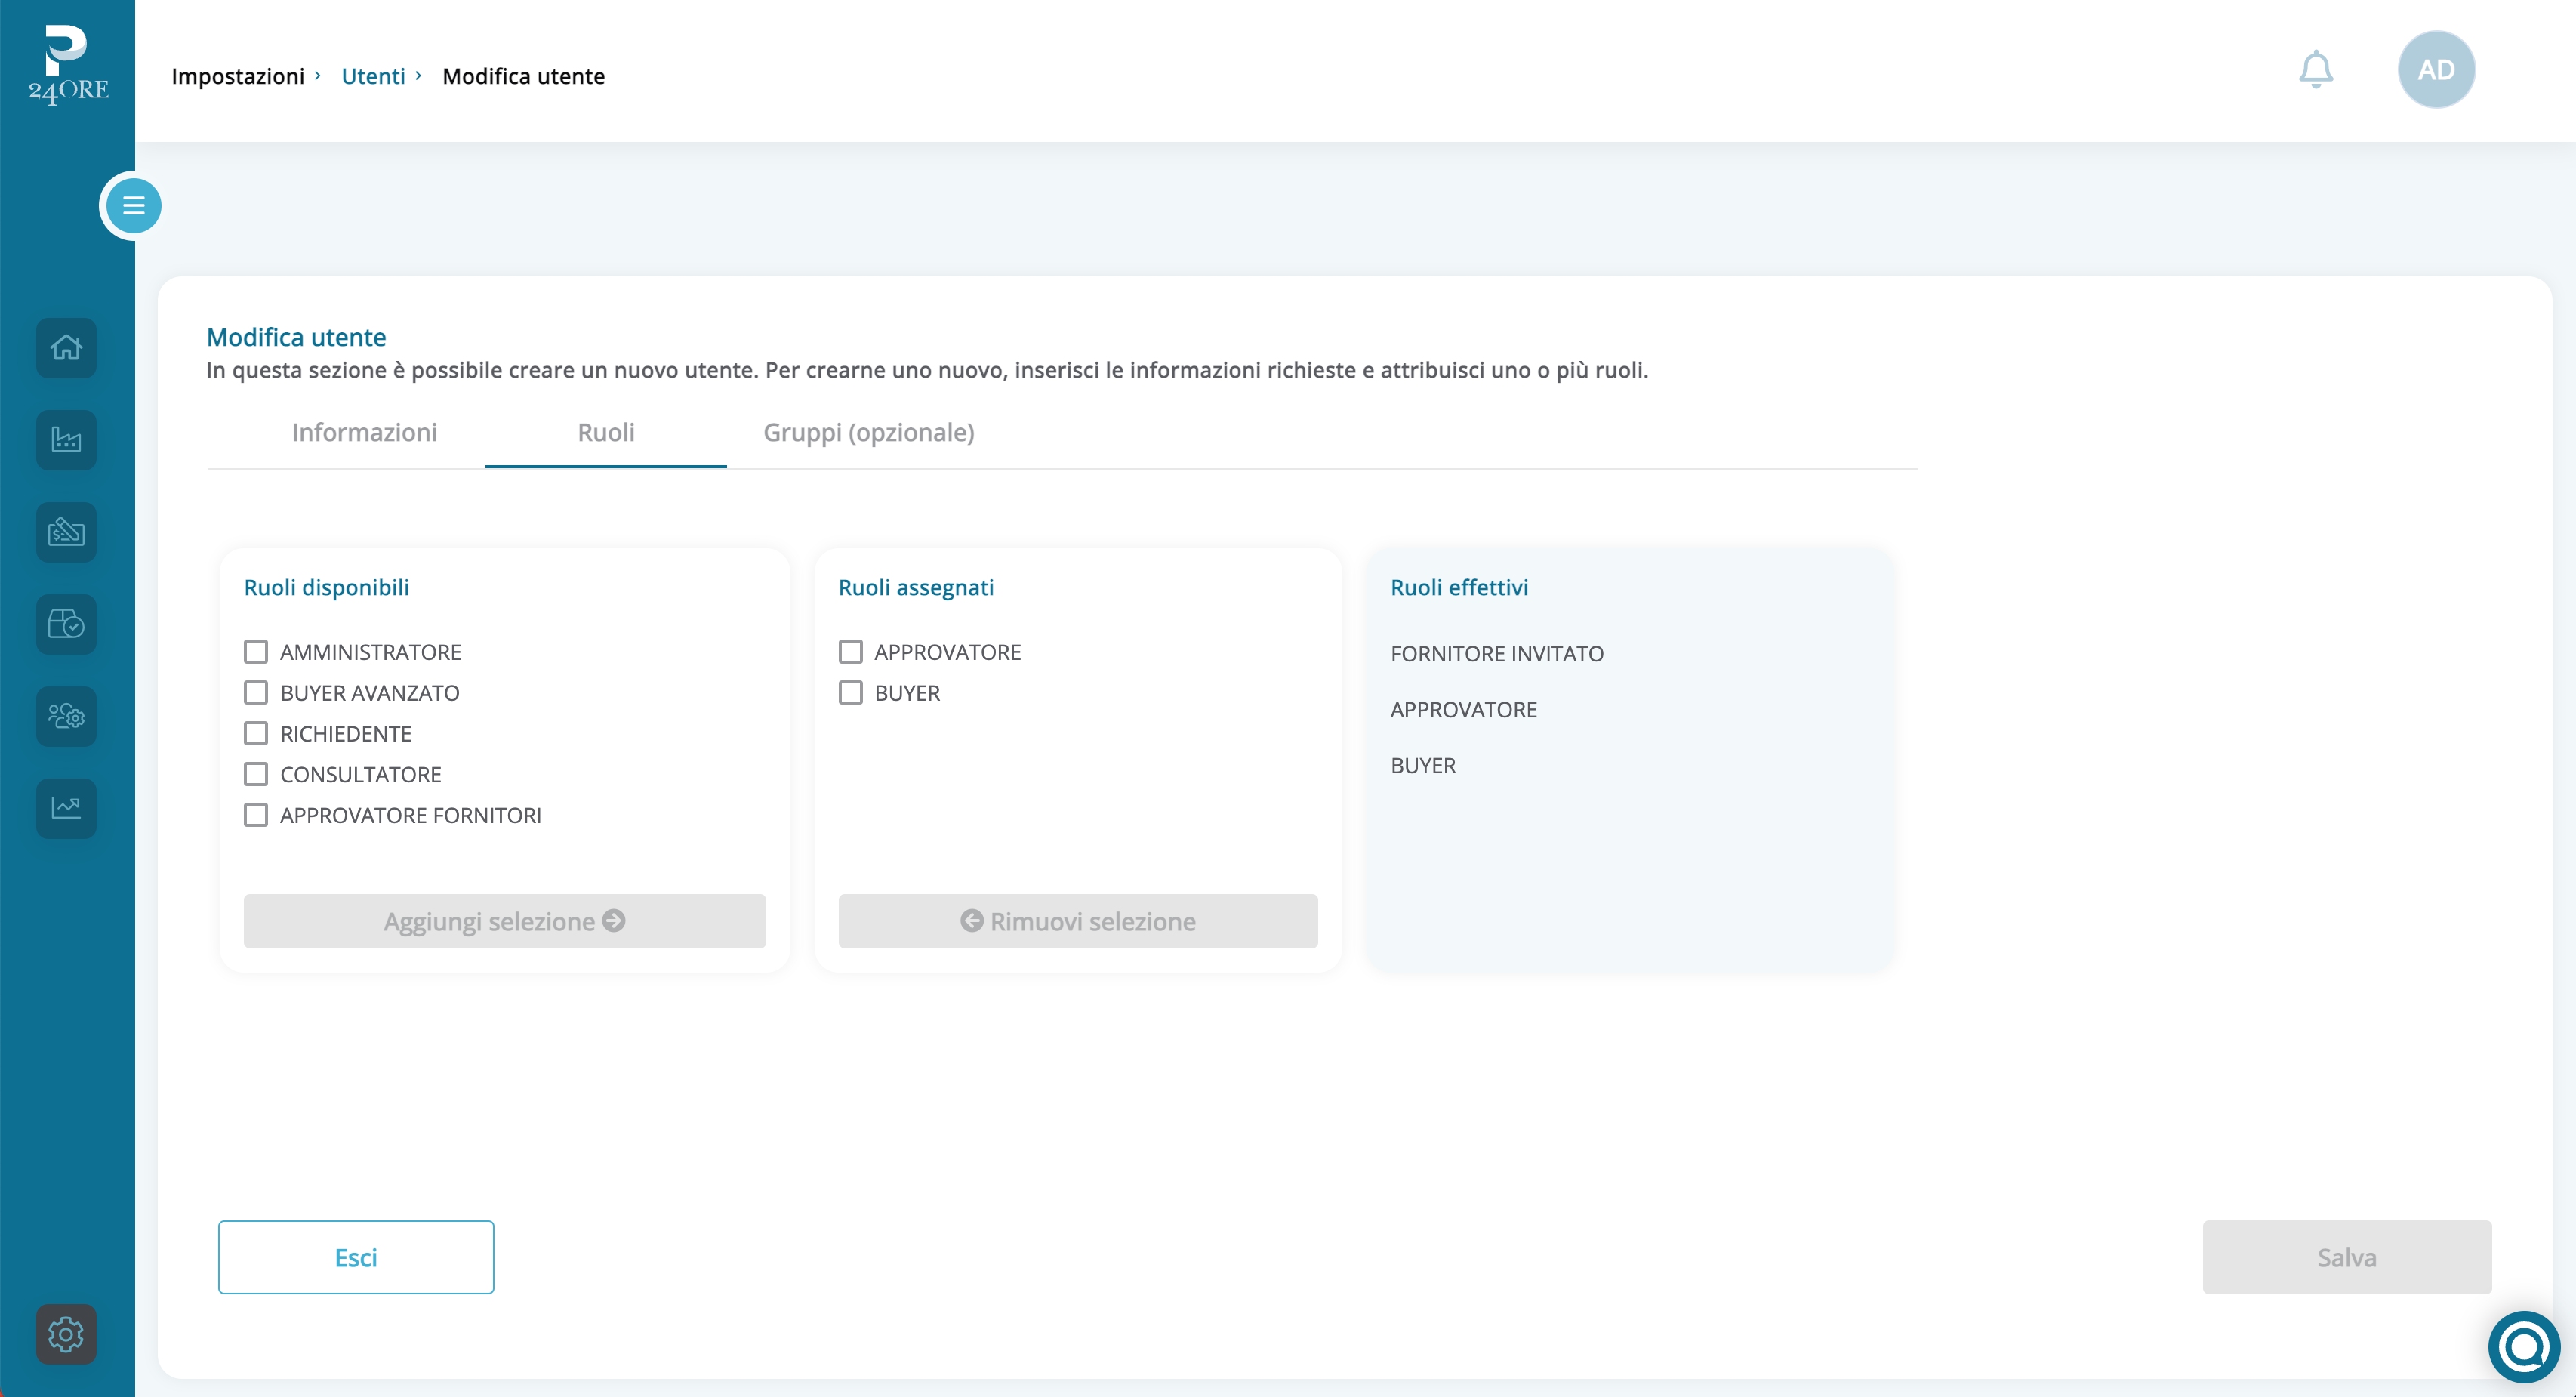 24ORE
Impostazioni › Utenti › Modifica utente
AD
Modifica utente
In questa sezione è possibile creare un nuovo utente. Per crearne uno nuovo, inserisci le informazioni richieste e attribuisci uno o più ruoli.
Informazioni Ruoli Gruppi (opzionale)
Ruoli disponibili
AMMINISTRATORE
BUYER AVANZATO
RICHIEDENTE
CONSULTATORE
APPROVATORE FORNITORI
Aggiungi selezione
Ruoli assegnati
APPROVATORE
BUYER
Rimuovi selezione
Ruoli effettivi
FORNITORE INVITATO
APPROVATORE
BUYER
Esci
Salva